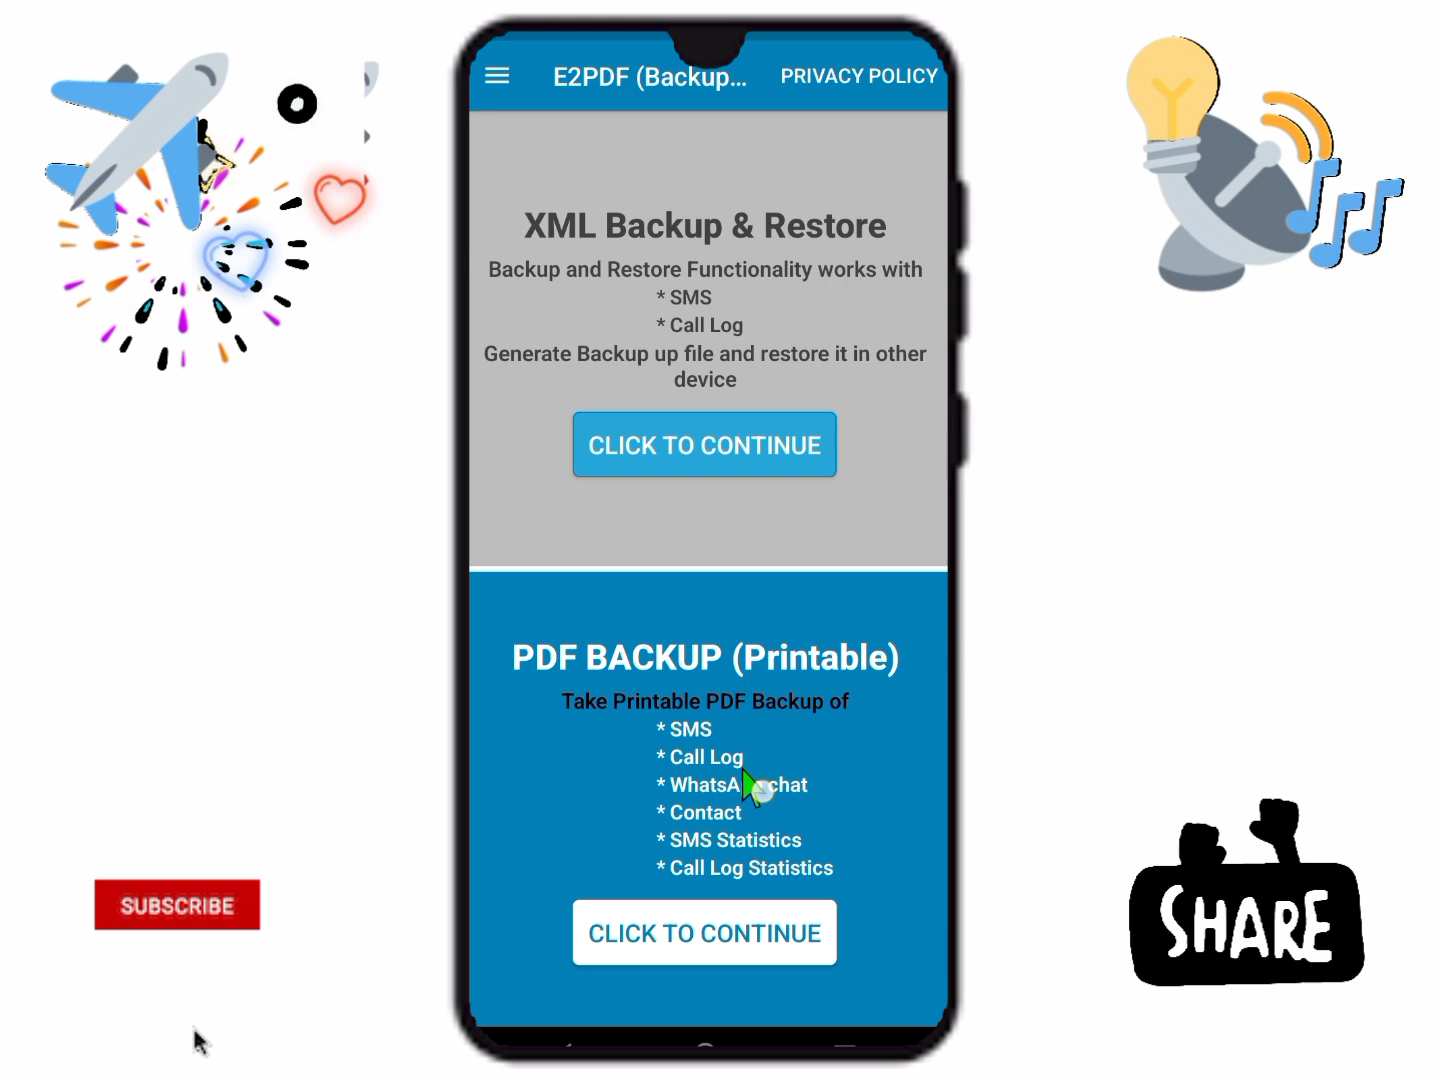 E2PDF (Backup... PRIVACY POLICY
XML Backup & Restore
Backup and Restore Functionality works with
* SMS
* Call Log
Generate Backup up file and restore it in other
device
CLICK TO CONTINUE
PDF BACKUP (Printable)
Take Printable PDF Backup of
* SMS
* Call Log
* WhatsA chat
* Contact
* SMS Statistics
* Call Log Statistics
CLICK TO CONTINUE
SUBSCRIBE
SHARE